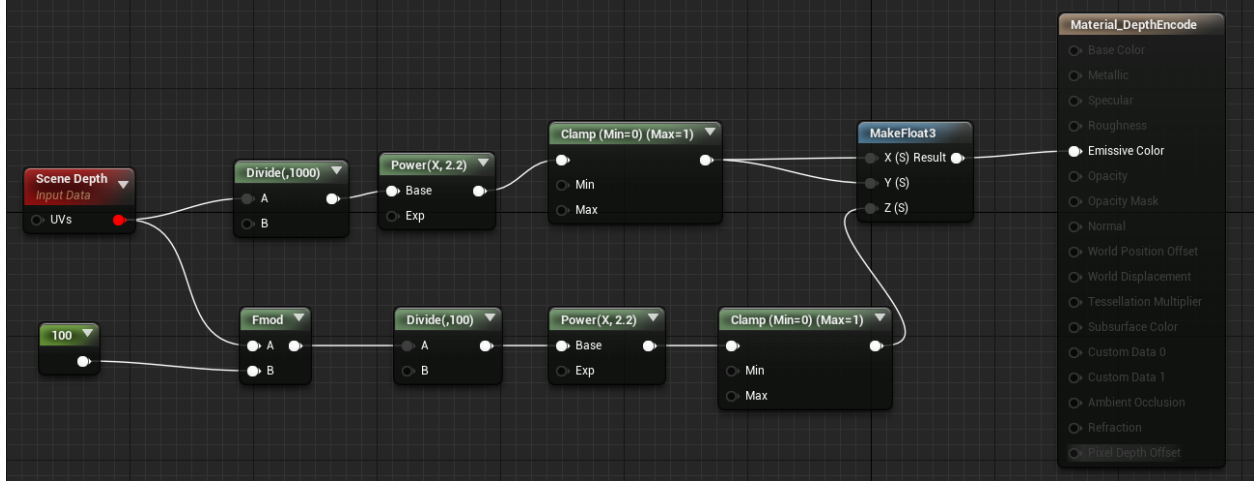 Scene Depth
Input Data
UVs
100
Divide(,1000)
A
B
Power(X, 2.2)
Base
Exp
Clamp (Min=0) (Max=1)
Min
Max
MakeFloat3
X (S) Result
Y (S)
Z (S)
Fmod
A
B
Divide(,100)
A
B
Power(X, 2.2)
Base
Exp
Clamp (Min=0) (Max=1)
Min
Max
Material_DepthEncode
Base Color
Metallic
Specular
Roughness
Emissive Color
Opacity
Opacity Mask
Normal
World Position Offset
World Displacement
Tessellation Multiplier
Subsurface Color
Custom Data 0
Custom Data 1
Ambient Occlusion
Refraction
Pixel Depth Offset